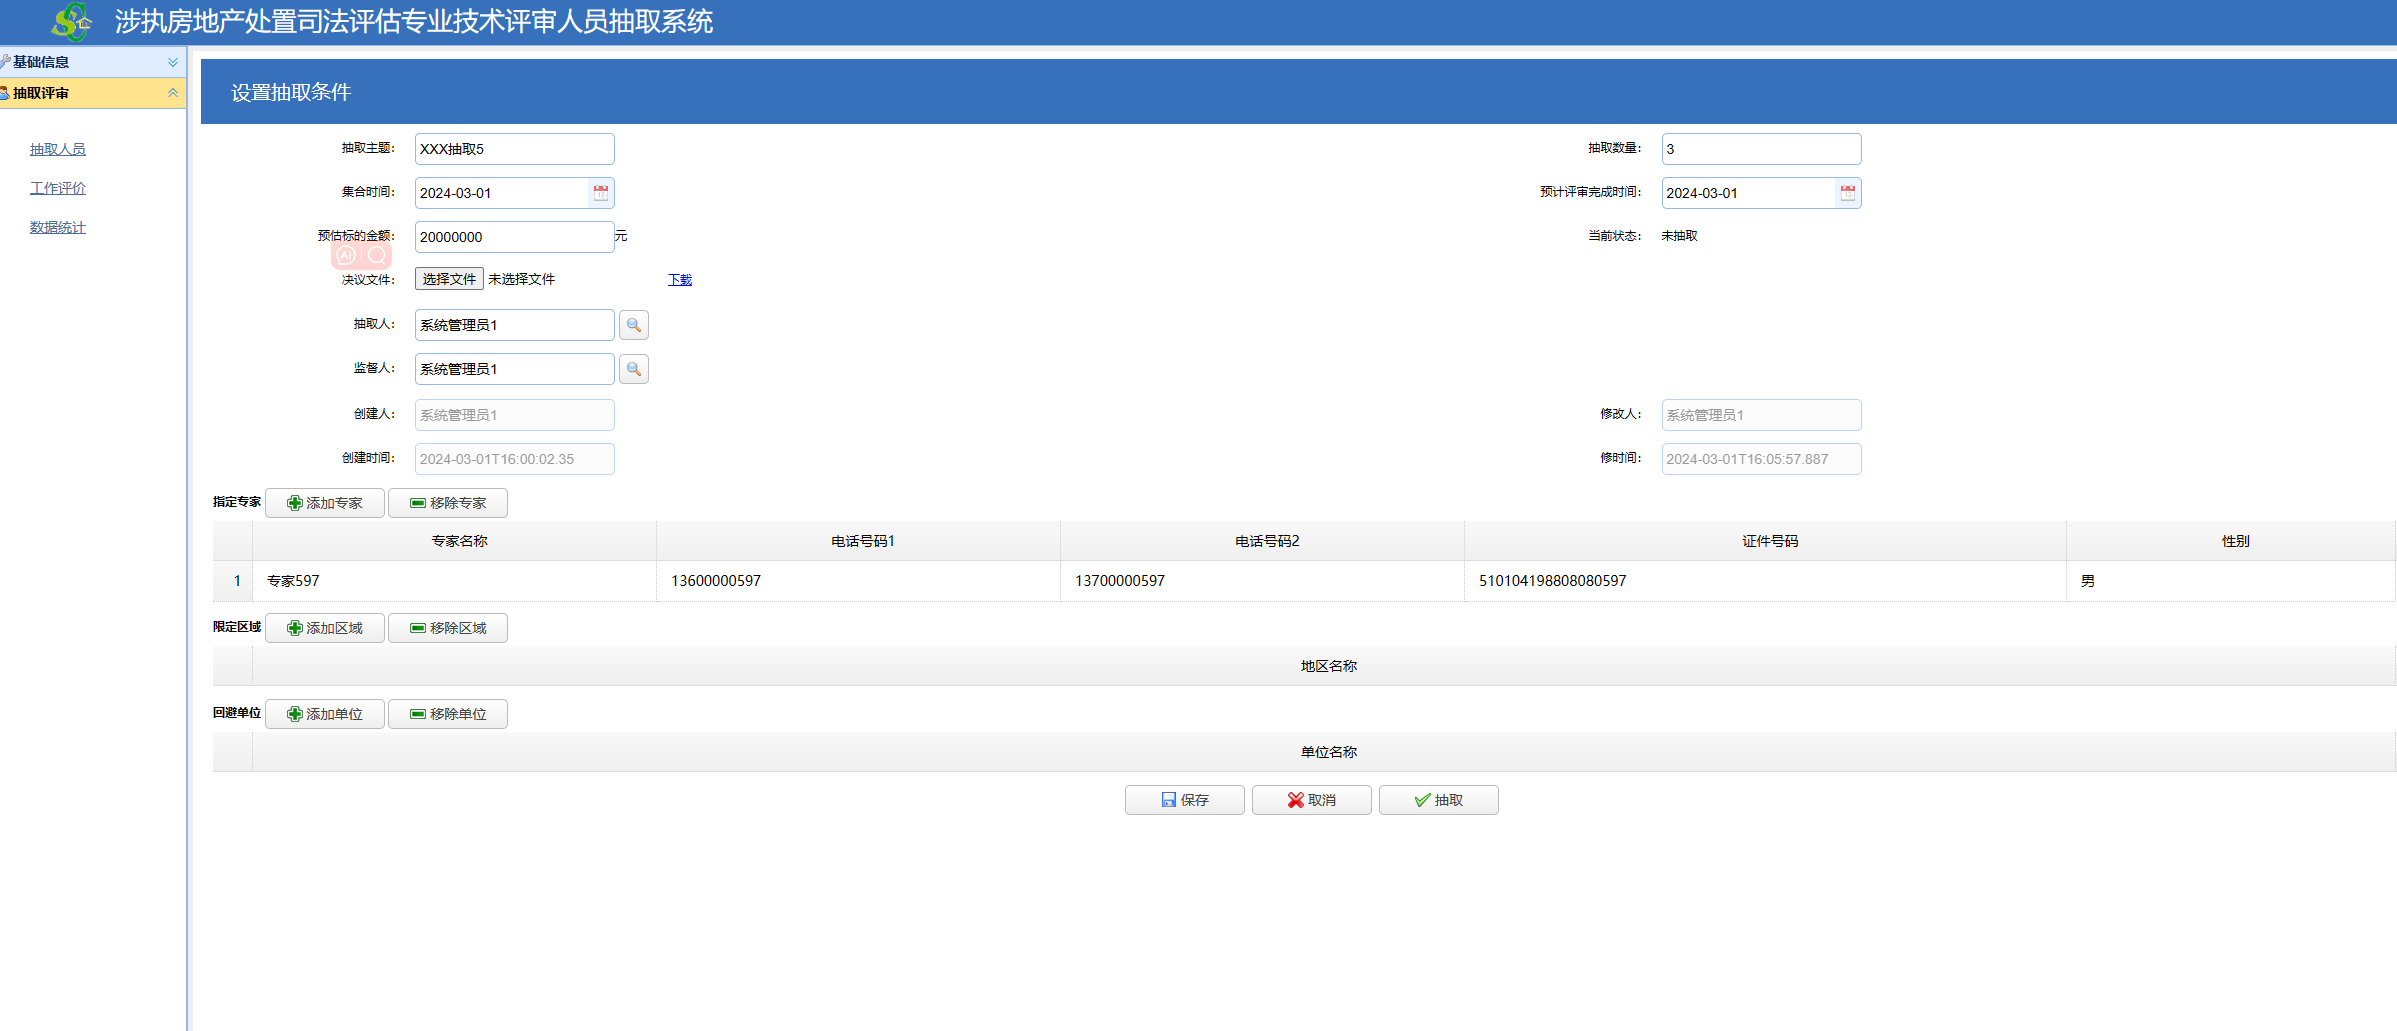 涉执房地产处置司法评估专业技术评审人员抽取系统
基础信息
抽取评审
抽取人员
工作评价
数据统计
设置抽取条件
抽取主题： XXX抽取5 抽取数量： 3
集合时间： 2024-03-01 预计评审完成时间： 2024-03-01
预估标的金额： 20000000 元 当前状态： 未抽取
AI
决议文件： 选择文件 未选择文件 下载
抽取人： 系统管理员1
监督人： 系统管理员1
创建人： 系统管理员1 修改人： 系统管理员1
创建时间： 2024-03-01T16:00:02.35 修时间： 2024-03-01T16:05:57.887
指定专家 添加专家 移除专家
专家名称 电话号码1 电话号码2 证件号码 性别
1 专家597 13600000597 13700000597 510104198808080597 男
限定区域 添加区域 移除区域
地区名称
回避单位 添加单位 移除单位
单位名称
保存 取消 抽取